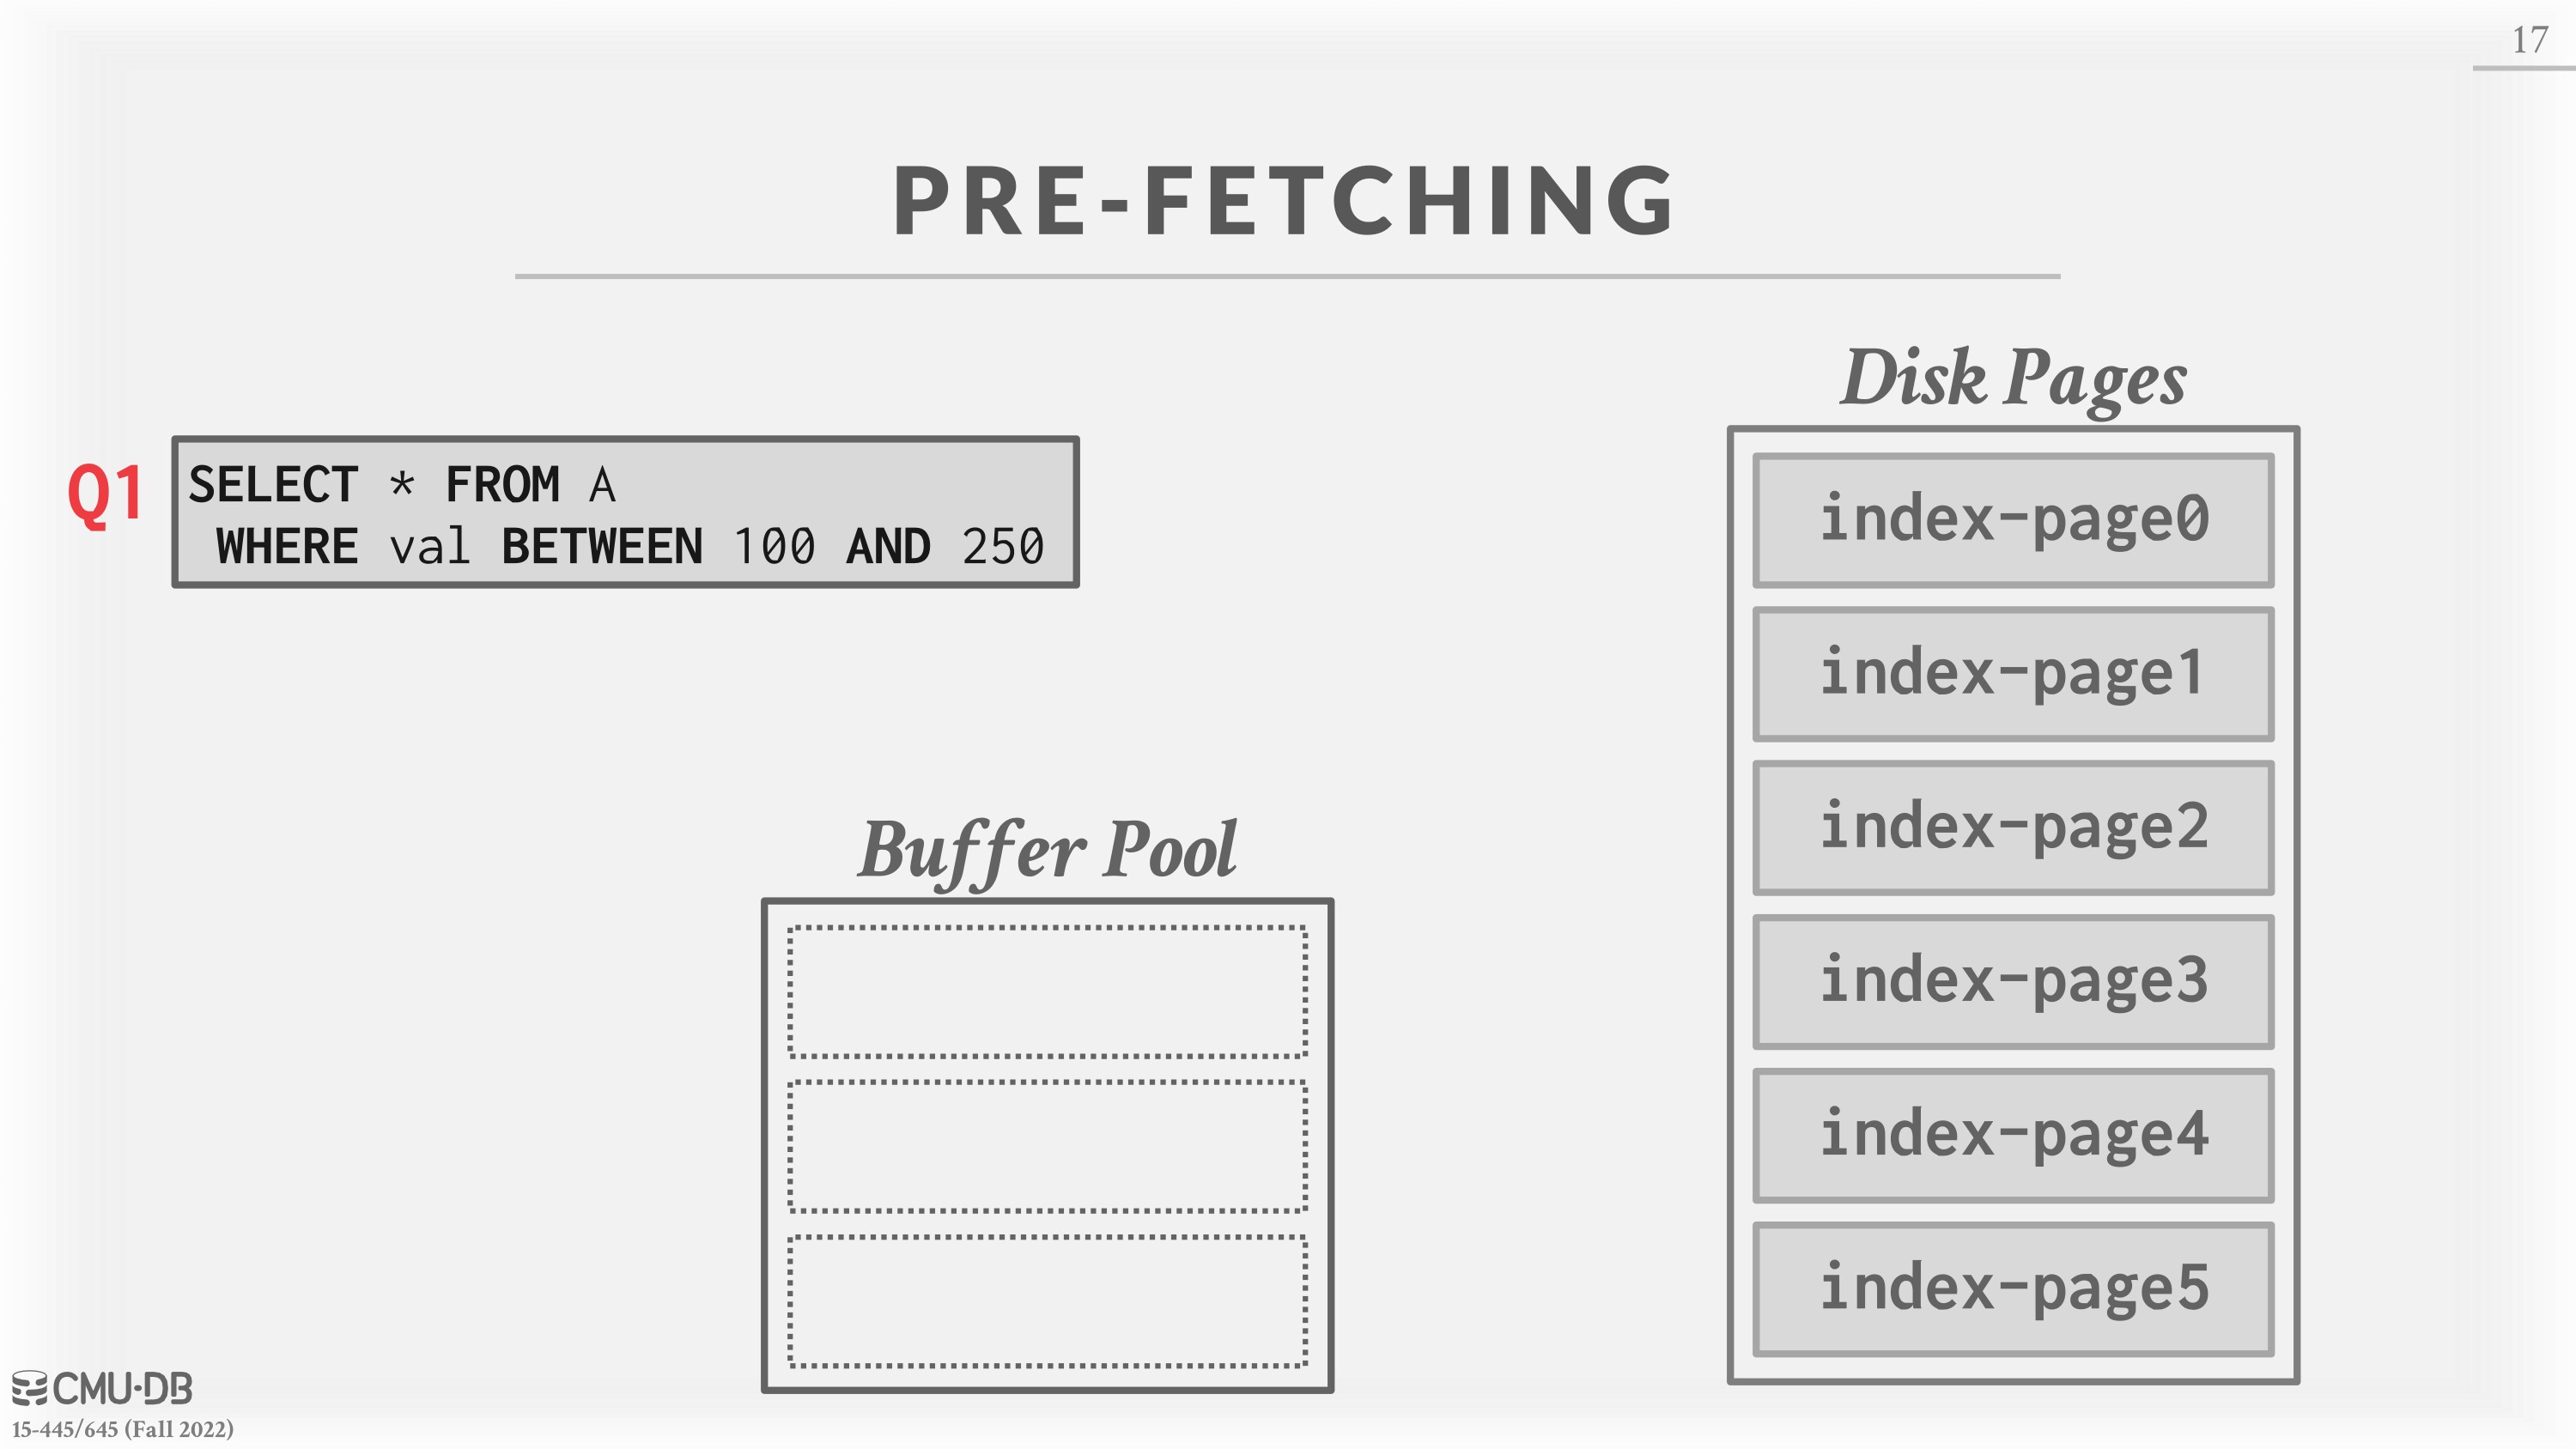 17
PRE-FETCHING
Q1
SELECT * FROM A
WHERE val BETWEEN 100 AND 250
Buffer Pool
Disk Pages
index-page0
index-page1
index-page2
index-page3
index-page4
index-page5
CMU·DB
15-445/645 (Fall 2022)